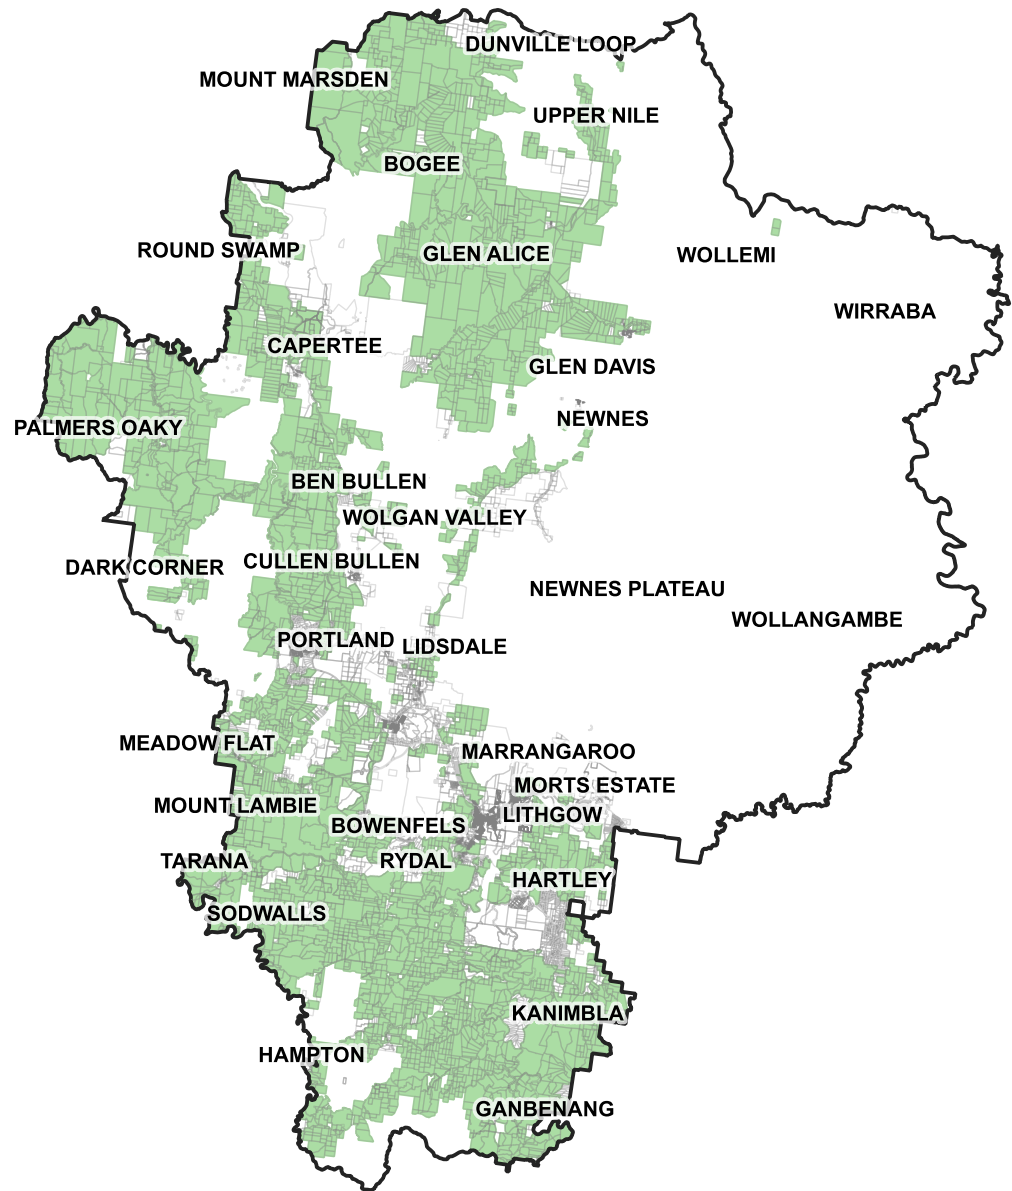 DUNVILLE LOOP
MOUNT MARSDEN
UPPER NILE
BOGEE
ROUND SWAMP
GLEN ALICE
WOLLEMI
WIRRABA
CAPERTEE
GLEN DAVIS
NEWNES
PALMERS OAKY
BEN BULLEN
WOLGAN VALLEY
DARK CORNER
CULLEN BULLEN
NEWNES PLATEAU
WOLLANGAMBE
PORTLAND
LIDSDALE
MEADOW FLAT
MARRANGAROO
MORTS ESTATE
MOUNT LAMBIE
LITHGOW
BOWENFELS
TARANA
RYDAL
HARTLEY
SODWALLS
KANIMBLA
HAMPTON
GANBENANG